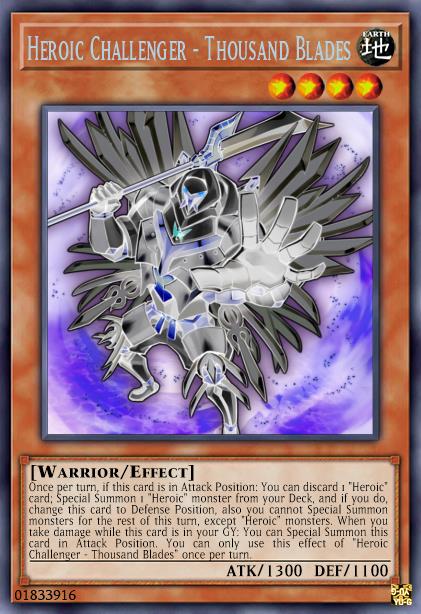 Heroic Challenger - Thousand Blades
EARTH
地
[Warrior/Effect]
Once per turn, if this card is in Attack Position: You can discard 1 "Heroic"
card; Special Summon 1 "Heroic" monster from your Deck, and if you do,
change this card to Defense Position, also you cannot Special Summon
monsters for the rest of this turn, except "Heroic" monsters. When you
take damage while this card is in your GY: You can Special Summon this
card in Attack Position. You can only use this effect of "Heroic
Challenger - Thousand Blades" once per turn.
ATK/1300 DEF/1100
01833916